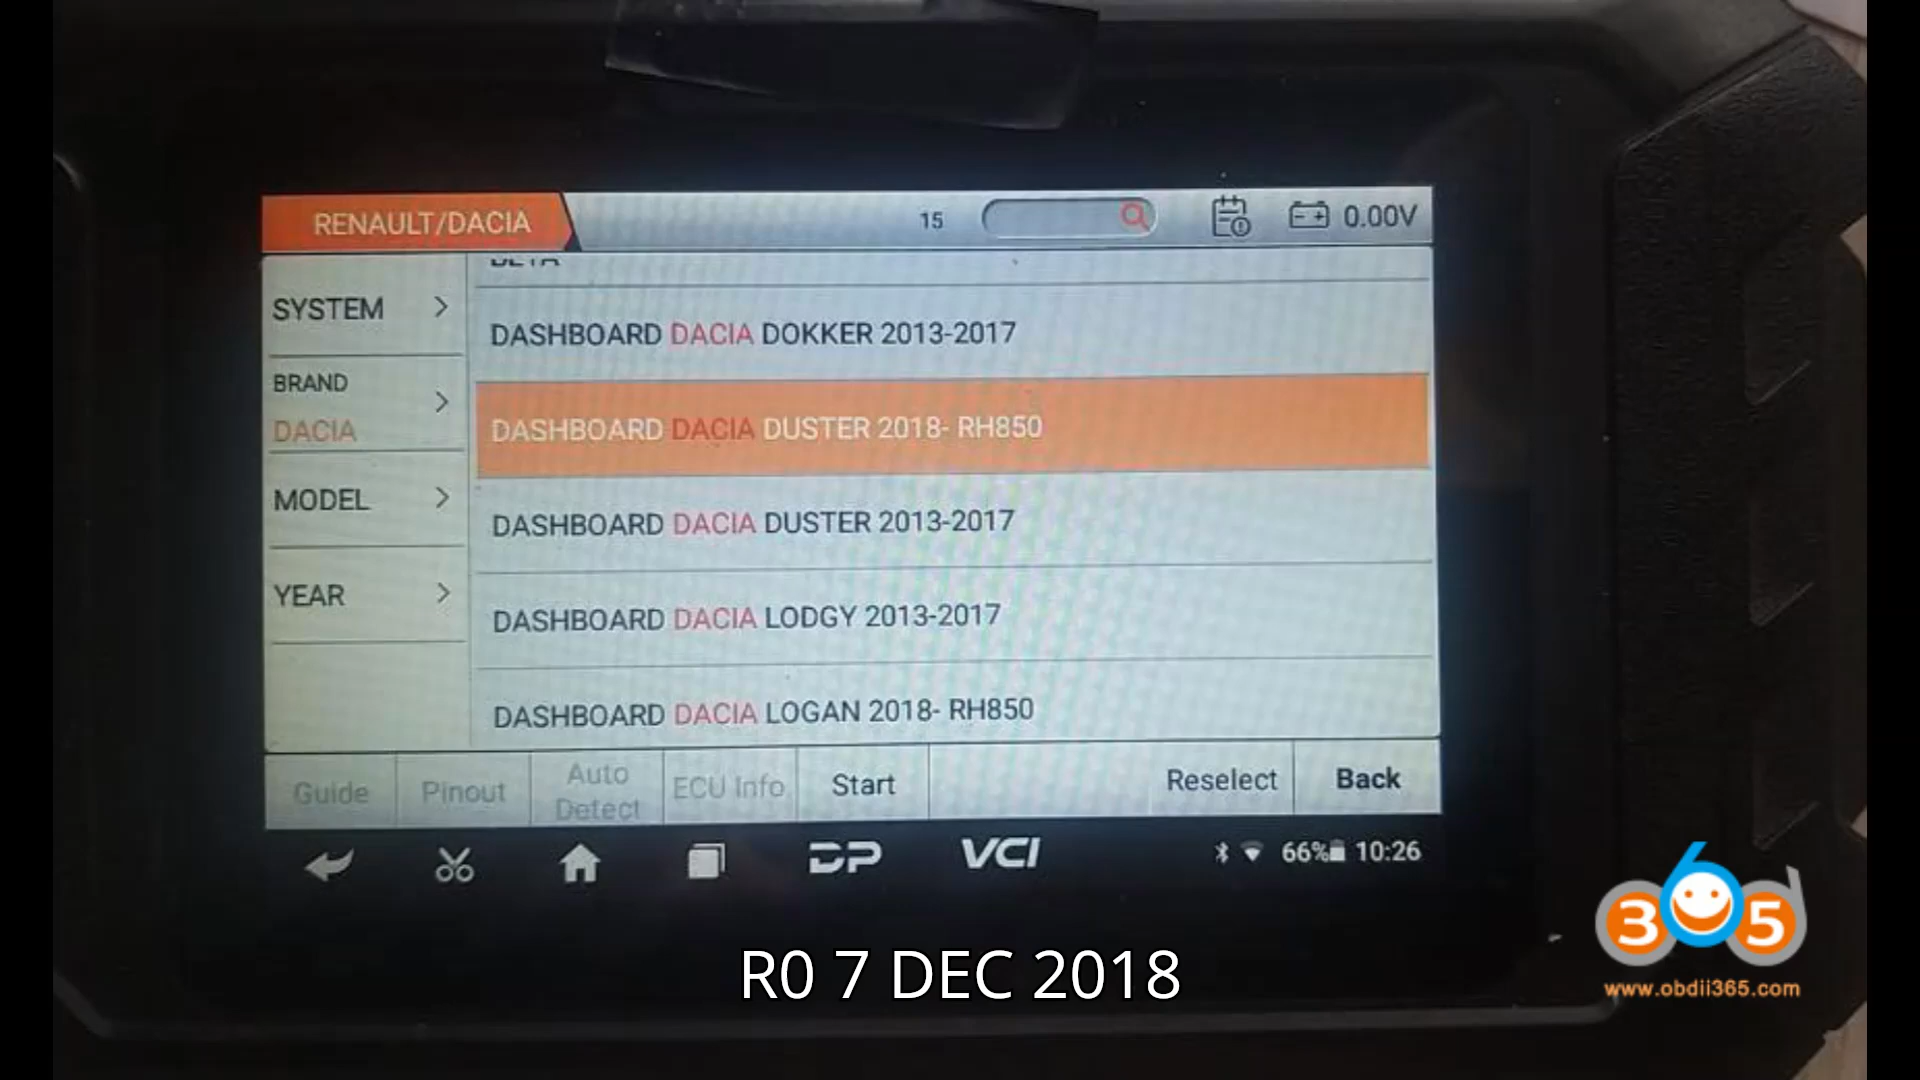 RENAULT/DACIA
15
0.00V
SYSTEM
BRAND
DACIA
MODEL
YEAR
DASHBOARD DACIA DOKKER 2013-2017
DASHBOARD DACIA DUSTER 2018- RH850
DASHBOARD DACIA DUSTER 2013-2017
DASHBOARD DACIA LODGY 2013-2017
DASHBOARD DACIA LOGAN 2018- RH850
Guide
Pinout
Auto
Detect
ECU Info
Start
Reselect
Back
DP
VCI
66%
10:26
R0 7 DEC 2018
365
www.obdii365.com